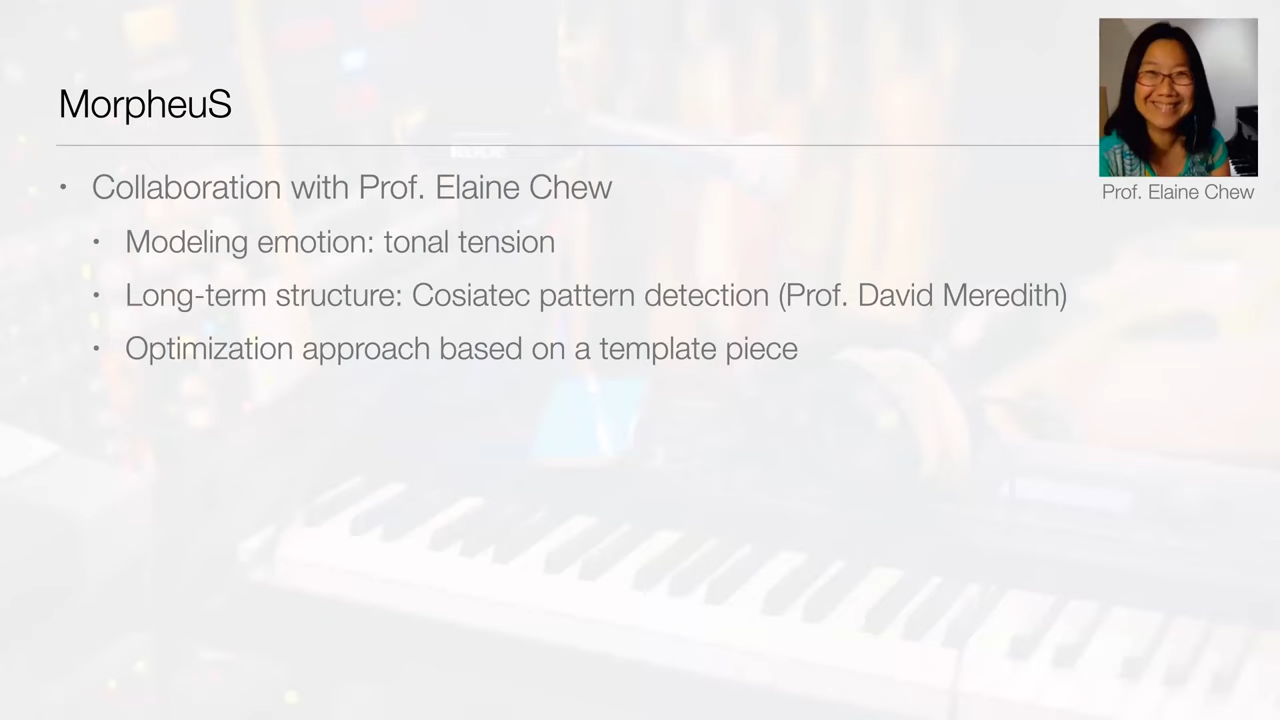 MorpheuS
Prof. Elaine Chew
• Collaboration with Prof. Elaine Chew
• Modeling emotion: tonal tension
• Long-term structure: Cosiatec pattern detection (Prof. David Meredith)
• Optimization approach based on a template piece